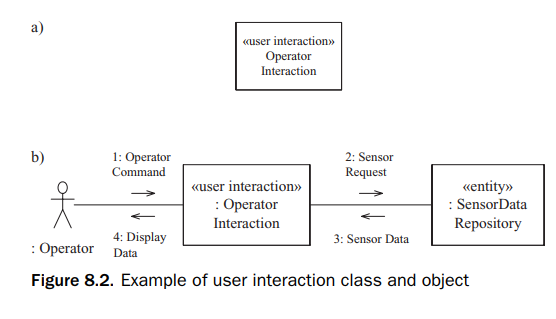 a)
«user interaction»
Operator
Interaction
b)
1: Operator
Command
2: Sensor
Request
«user interaction»
: Operator
Interaction
«entity»
: SensorData
Repository
4: Display
Data
3: Sensor Data
: Operator
Figure 8.2. Example of user interaction class and object